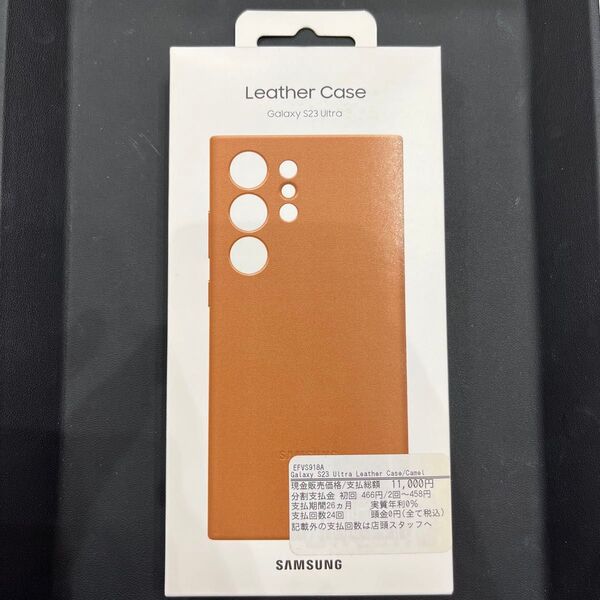 Leather Case
Galaxy S23 Ultra
SAMSUNG
EFVS918A
Galaxy S23 Ultra Leather Case/Camel
現金販売価格/支払総額 11,000円
分割支払金 初回 466円/2回〜458円
支払期間26ヵ月 実質年利0%
支払回数24回 頭金0円(全て税込)
記載外の支払回数は店頭スタッフへ
SAMSUNG